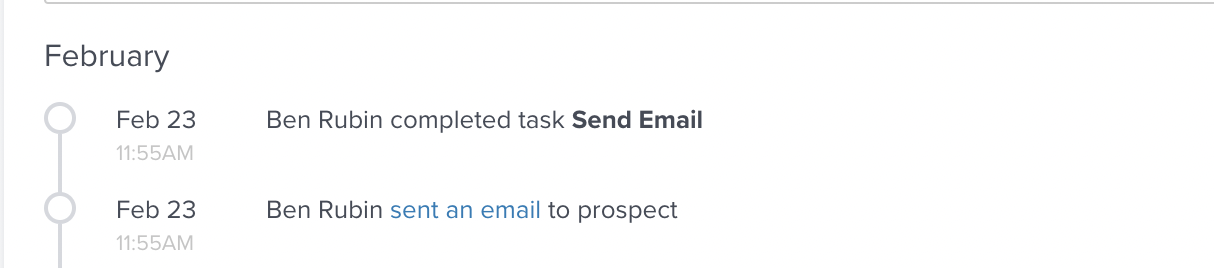 February
Feb 23 Ben Rubin completed task Send Email
11:55AM
Feb 23 Ben Rubin sent an email to prospect
11:55AM